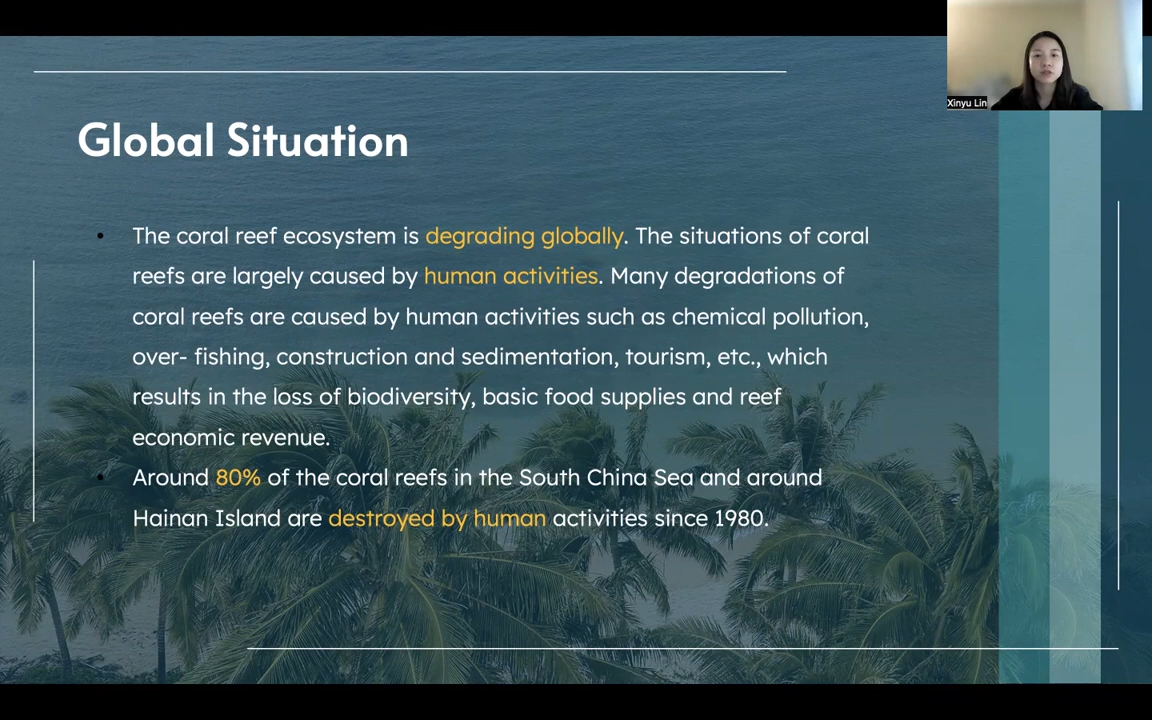 Xinyu Lin
Global Situation
• The coral reef ecosystem is degrading globally. The situations of coral
reefs are largely caused by human activities. Many degradations of
coral reefs are caused by human activities such as chemical pollution,
over- fishing, construction and sedimentation, tourism, etc., which
results in the loss of biodiversity, basic food supplies and reef
economic revenue.
• Around 80% of the coral reefs in the South China Sea and around
Hainan Island are destroyed by human activities since 1980.